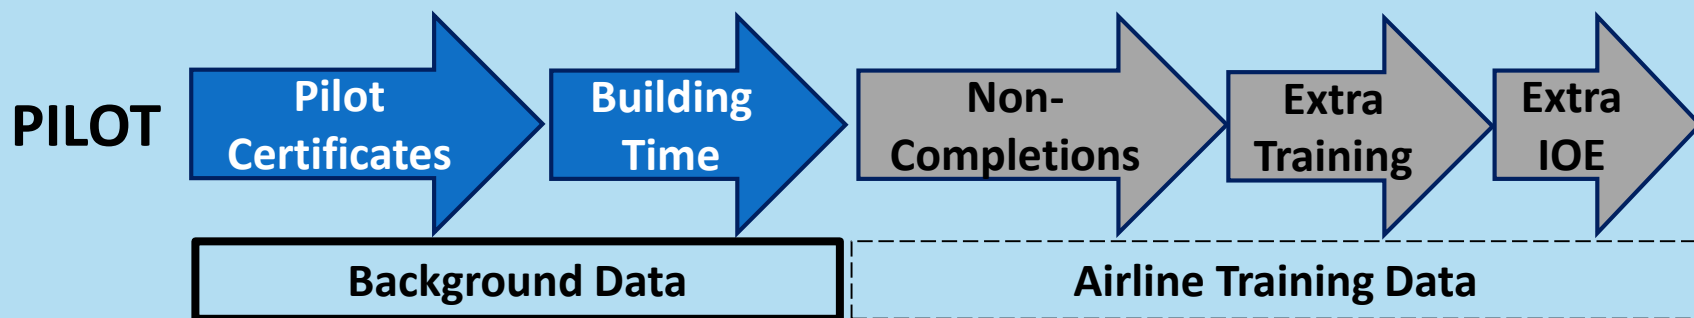 PILOT
Pilot
Certificates
Building
Time
Non-
Completions
Extra
Training
Extra
IOE
Background Data
Airline Training Data